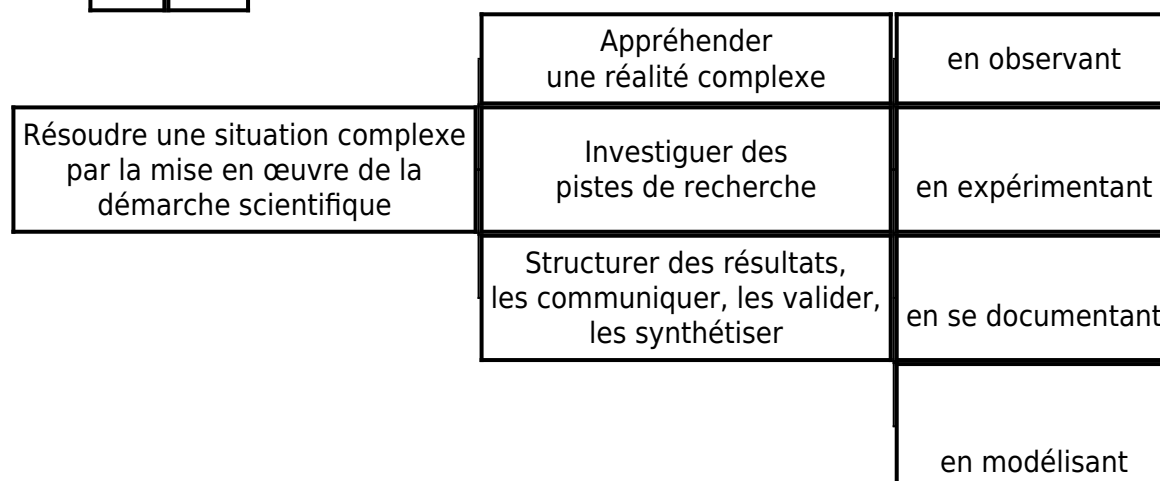 Appréhender
une réalité complexe
en observant
Résoudre une situation complexe
par la mise en œuvre de la
démarche scientifique
Investiguer des
pistes de recherche
en expérimentant
Structurer des résultats,
les communiquer, les valider,
les synthétiser
en se documentant
en modélisant